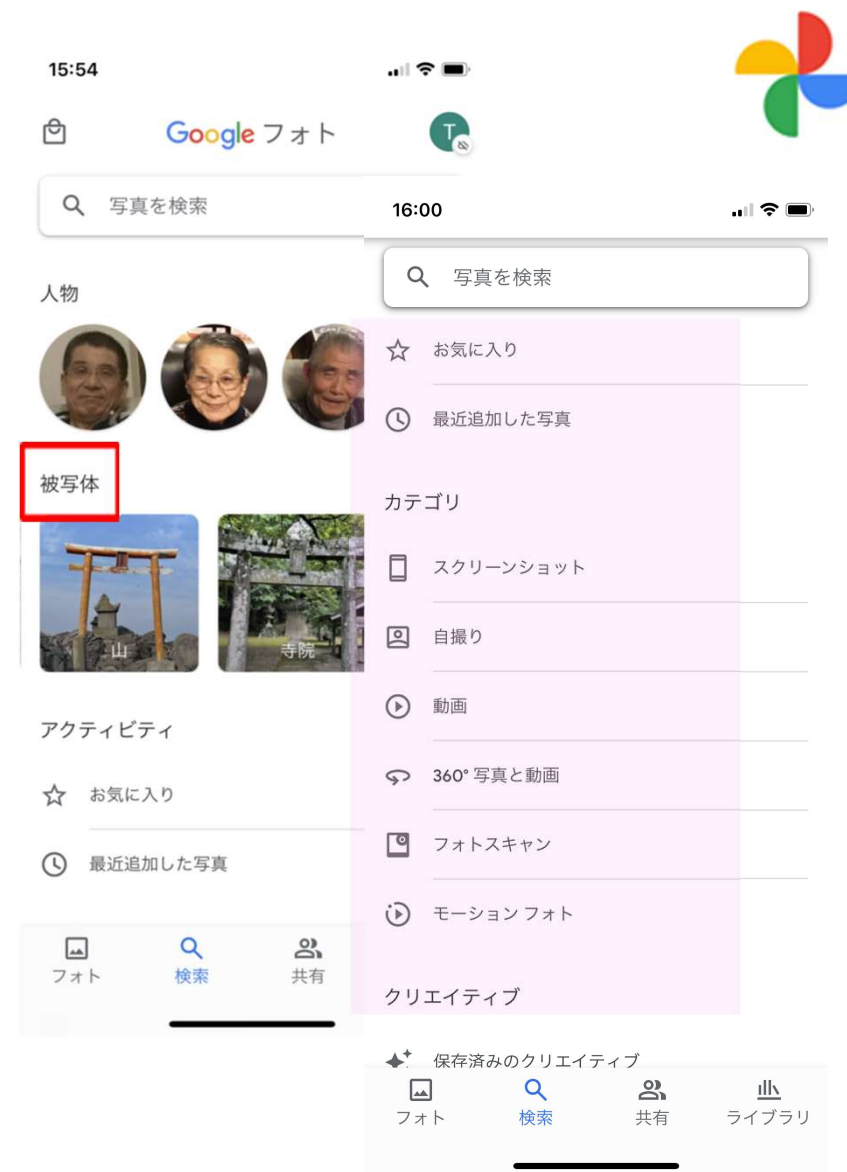 15:54
Google フォト
T
写真を検索
人物
被写体
山
寺院
アクティビティ
お気に入り
最近追加した写真
フォト
検索
共有
16:00
写真を検索
お気に入り
最近追加した写真
カテゴリ
スクリーンショット
自撮り
動画
360° 写真と動画
フォトスキャン
モーション フォト
クリエイティブ
保存済みのクリエイティブ
フォト
検索
共有
ライブラリ